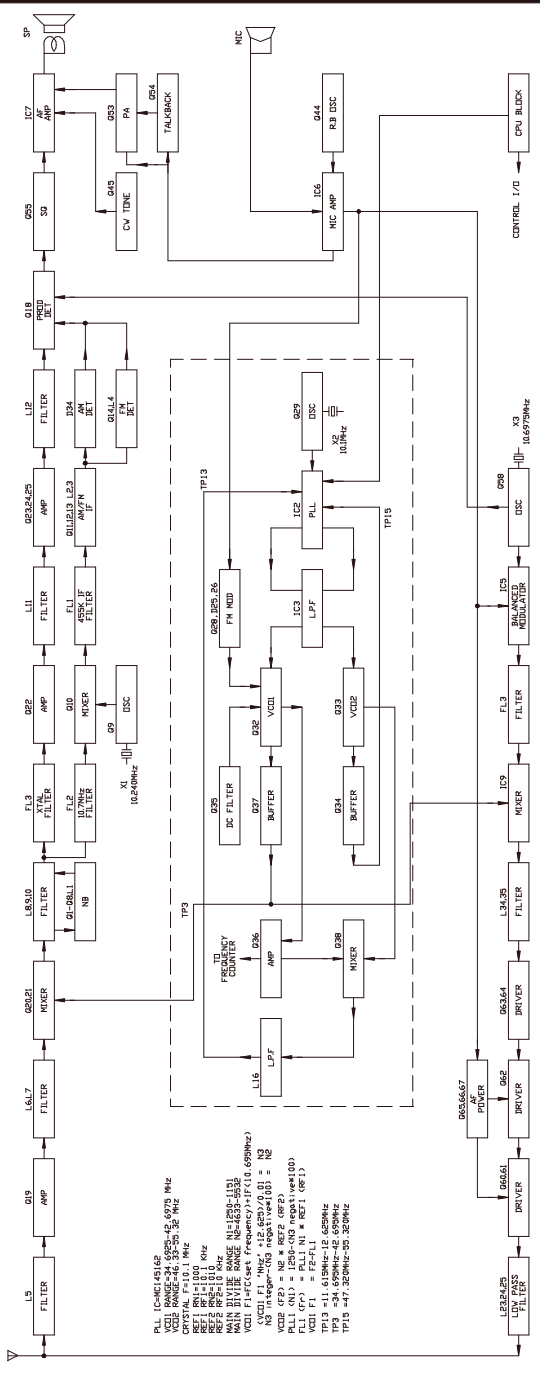 L5
FILTER
Q19
AMP
L6,L7
FILTER
Q20,21
MIXER
L8,9,10
FILTER
FL3
XTAL
FILTER
Q22
AMP
L11
FILTER
Q23,24,25
AMP
L12
FILTER
Q18
PROD
DET
Q55
SQ
IC7
AF
AMP
SP
Q1-Q8,L1
NB
FL2
10.7MHz
FILTER
Q10
MIXER
FL1
455K IF
FILTER
Q11,12,13 L2,3
AM/FM
IF
D34
AM
DET
Q14,L4
FM
DET
Q9
OSC
X1
10.240MHz
Q45
CW TONE
Q53
PA
Q54
TALKBACK
MIC
Q44
R.B OSC
IC6
MIC AMP
CPU BLOCK
CONTROL I/O
TP3
TP13
TP15
Q35
DC FILTER
Q28,D25,26
FM MOD
Q37
BUFFER
Q32
VCO1
IC3
L.P.F
IC2
PLL
Q29
OSC
X2
10.1MHz
Q34
BUFFER
Q33
VCO2
TO
FREQUENCY
COUNTER
Q36
AMP
Q38
MIXER
L16
L.P.F
PLL IC=MC145162
VCO1 RANGE=34.6925-42.6975 MHz
VCO2 RANGE=46.33-55.32 MHz
CRYSTAL F=10.1 MHz
REF1 RN1=1000
REF1 RF1=10.1 KHz
REF2 RN2=1010
REF2 RF2=10 KHz
MAIN DIVIDE RANGE N1=1250-1151
MAIN DIVIDE RANGE N2=4633-5532
VCO1 F1=FC(set frequency)+IF(10.695MHz)
(VCO1 F1 'MHz' +12.625)/0.01 = N3
N3 integer-(N3 negative*100) = N2
VCO2 (F2) = N2 * REF2 (RF2)
PLL1 (N1) = 1250-(N3 negative*100)
FL1 (Fr) = PLL1 N1 * REF1 (RF1)
VCO1 F1 = F2-FL1
TP13 =11.615MHz-12.625MHz
TP3 =34.695MHz-42.695MHz
TP15 =47.320MHz-55.320MHz
L23,24,25
LOW PASS
FILTER
Q60,61
DRIVER
Q62
DRIVER
Q65,66,67
AF
POWER
Q63,64
DRIVER
L34,35
FILTER
IC9
MIXER
FL3
FILTER
IC5
BALANCED
MODULATOR
Q58
OSC
X3
10.6975MHz